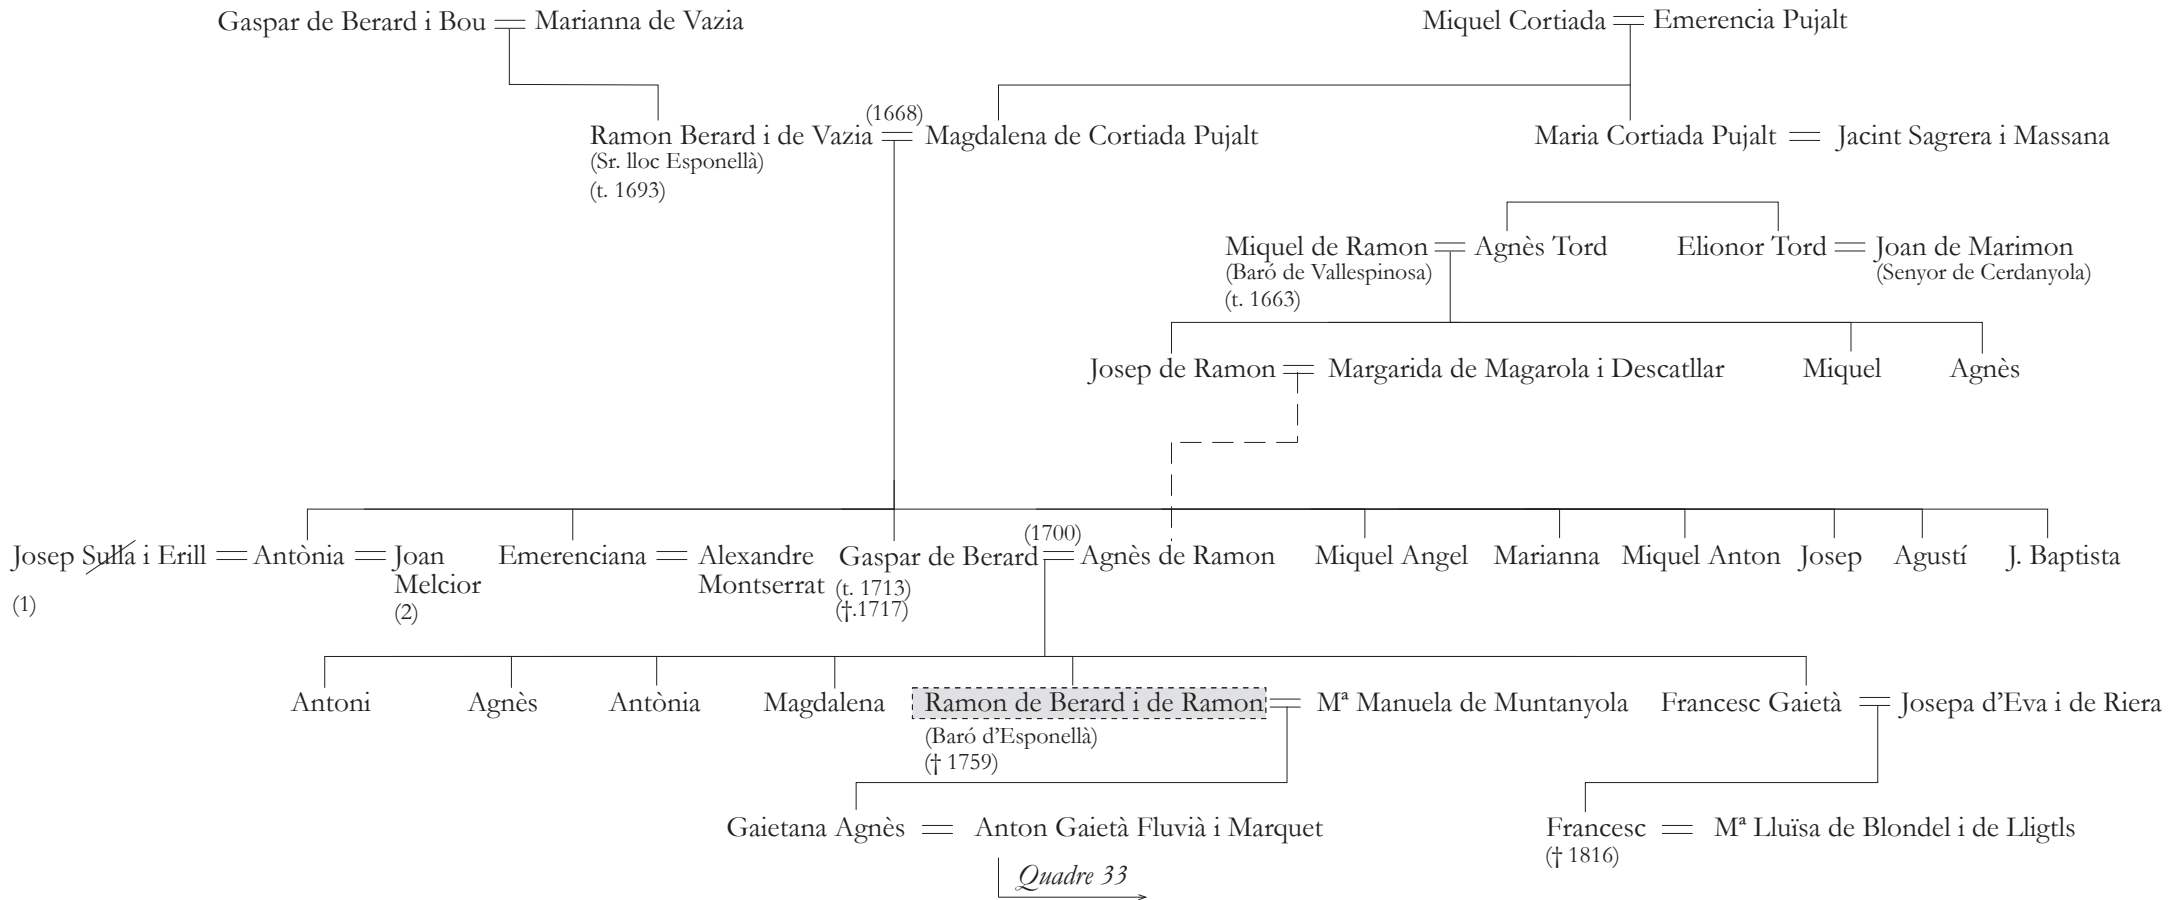 Gaspar de Berard i Bou Marianna de Vazia Miquel Cortiada Emerencia Pujalt
(1668)
Ramon Berard i de Vazia Magdalena de Cortiada Pujalt Maria Cortiada Pujalt Jacint Sagrera i Massana
(Sr. lloc Esponellà)
(t. 1693)
Miquel de Ramon Agnès Tord Elionor Tord Joan de Marimon
(Baró de Vallespinosa) (Senyor de Cerdanyola)
(t. 1663)
Josep de Ramon Margarida de Magarola i Descatllar Miquel Agnès
(1700)
Josep Sulla i Erill Antònia Joan Emerenciana Alexandre Gaspar de Berard Agnès de Ramon Miquel Angel Marianna Miquel Anton Josep Agustí J. Baptista
Melcior Montserrat (t. 1713)
(1) (2) (†.1717)
Antoni Agnès Antònia Magdalena Ramon de Berard i de Ramon Mª Manuela de Muntanyola Francesc Gaietà Josepa d’Eva i de Riera
(Baró d’Esponellà)
(† 1759)
Gaietana Agnès Anton Gaietà Fluvià i Marquet Francesc Mª Lluïsa de Blondel i de Lligtls
(† 1816)
Quadre 33